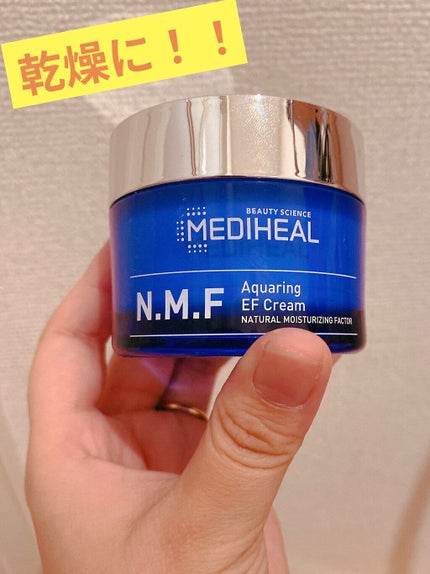 乾燥に！！
BEAUTY SCIENCE
MEDIHEAL
N.M.F
Aquaring
EF Cream
NATURAL MOISTURIZING FACTOR